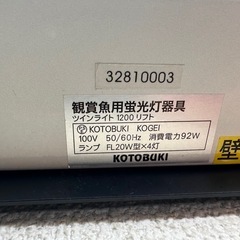 32810003
観賞魚用蛍光灯器具
ツインライト 1200 リフト
KOTOBUKI KOGEI
100V 50/60Hz 消費電力92W
ランプ FL20W型×4灯
KOTOBUKI
壁